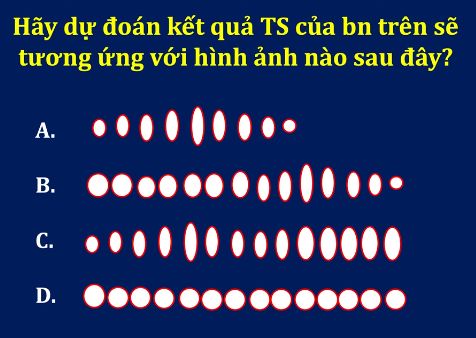 Hãy dự đoán kết quả TS của bn trên sẽ
tương ứng với hình ảnh nào sau đây?
A.
B.
C.
D.